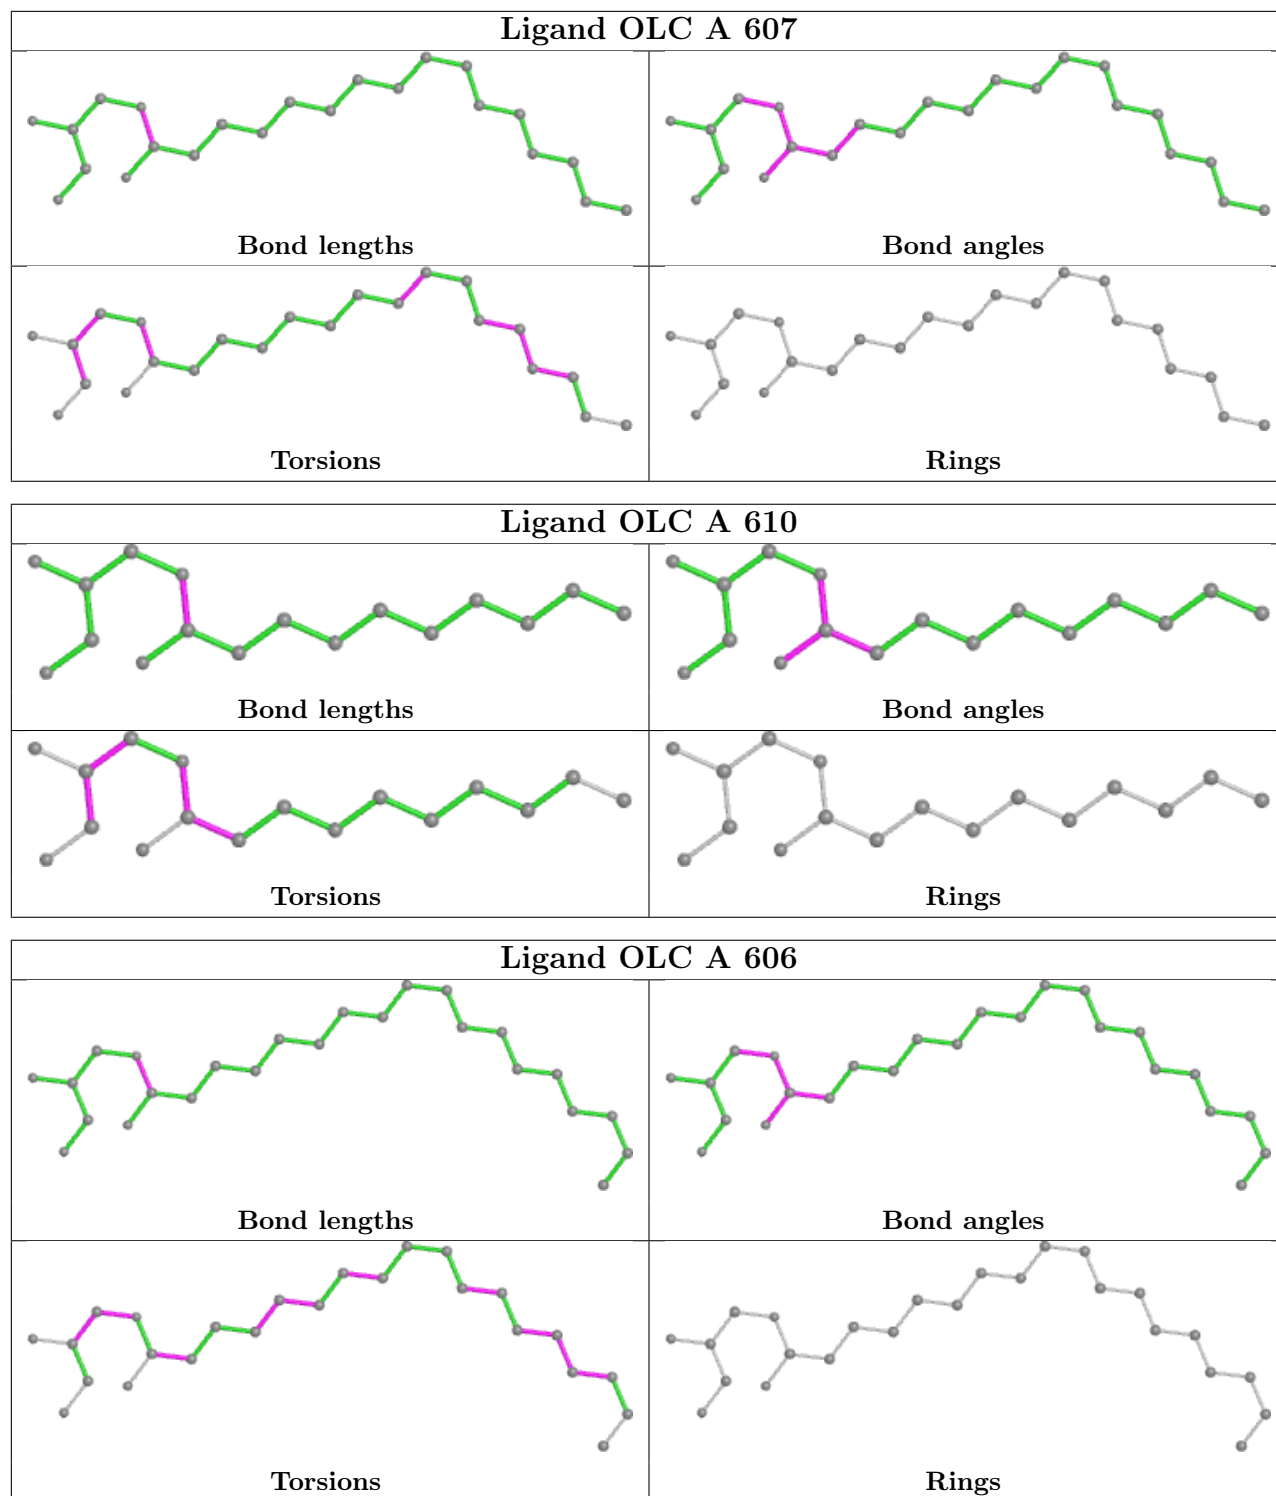 Ligand OLC A 607
Bond lengths
Bond angles
Torsions
Rings
Ligand OLC A 610
Bond lengths
Bond angles
Torsions
Rings
Ligand OLC A 606
Bond lengths
Bond angles
Torsions
Rings